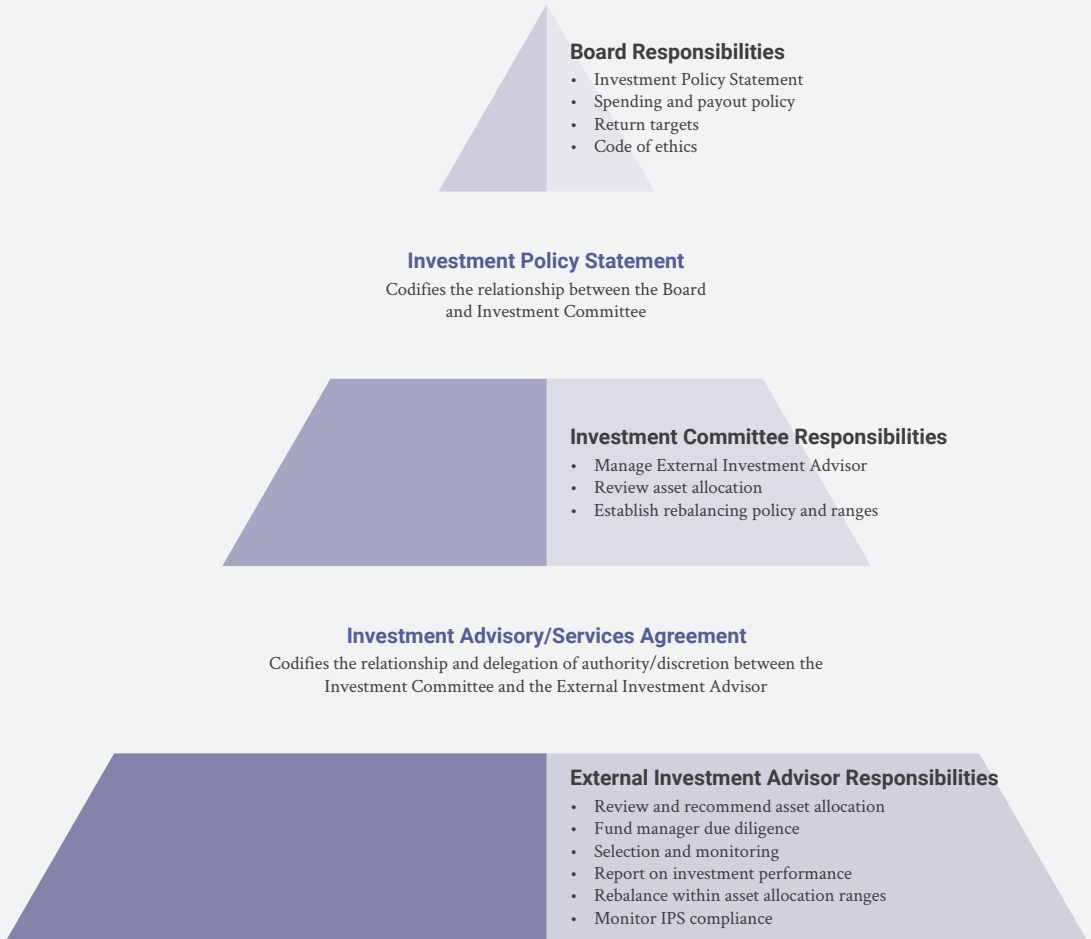 Board Responsibilities
• Investment Policy Statement
• Spending and payout policy
• Return targets
• Code of ethics
Investment Policy Statement
Codifies the relationship between the Board
and Investment Committee
Investment Committee Responsibilities
• Manage External Investment Advisor
• Review asset allocation
• Establish rebalancing policy and ranges
Investment Advisory/Services Agreement
Codifies the relationship and delegation of authority/discretion between the
Investment Committee and the External Investment Advisor
External Investment Advisor Responsibilities
• Review and recommend asset allocation
• Fund manager due diligence
• Selection and monitoring
• Report on investment performance
• Rebalance within asset allocation ranges
• Monitor IPS compliance